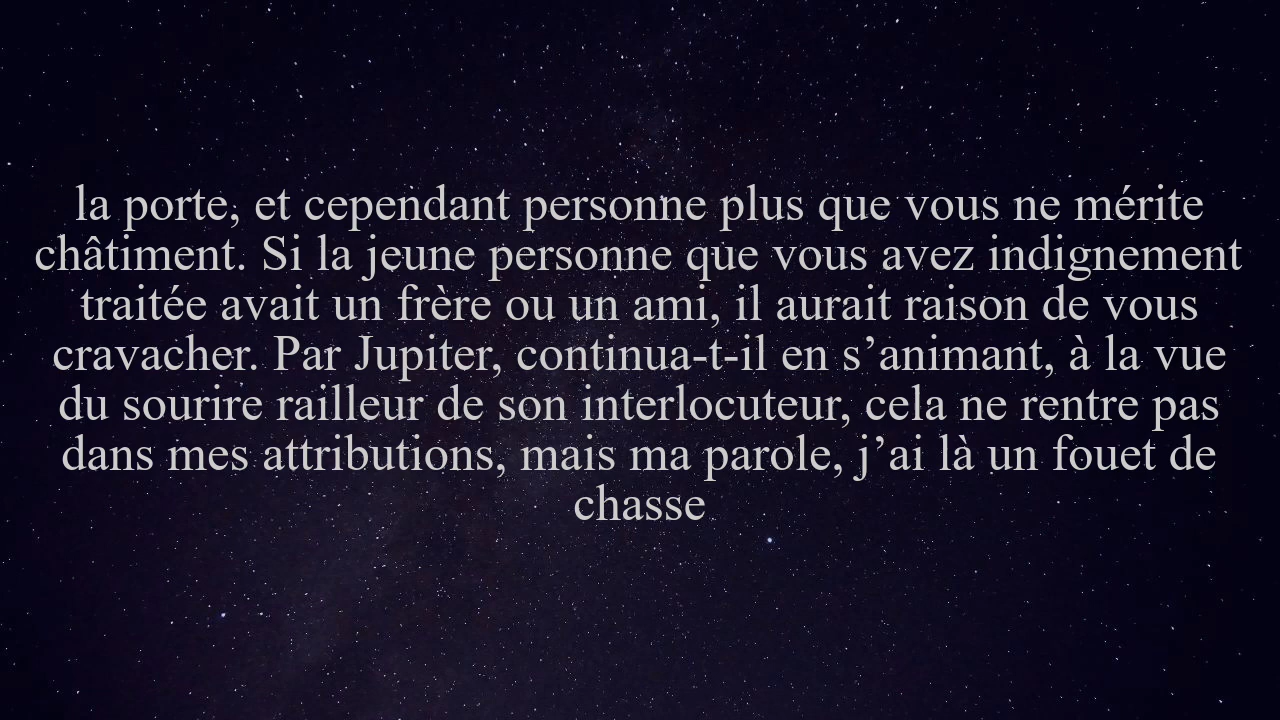 la porte, et cependant personne plus que vous ne mérite
châtiment. Si la jeune personne que vous avez indignement
traitée avait un frère ou un ami, il aurait raison de vous
cravacher. Par Jupiter, continua-t-il en s’animant, à la vue
du sourire railleur de son interlocuteur, cela ne rentre pas
dans mes attributions, mais ma parole, j’ai là un fouet de
chasse